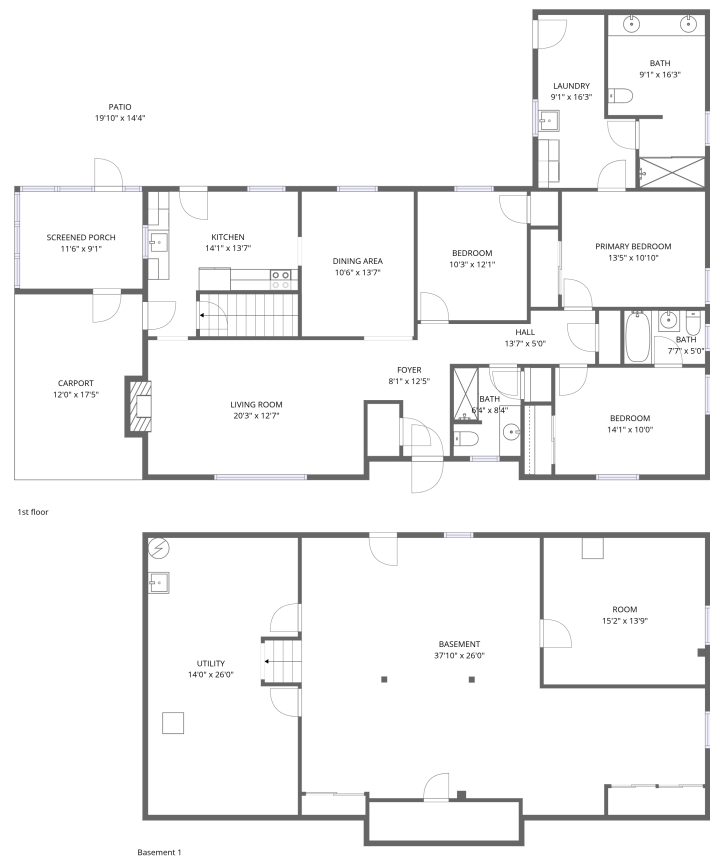 LAUNDRY
9'1" x 16'3"
BATH
9'1" x 16'3"
PATIO
19'10" x 14'4"
SCREENED PORCH
11'6" x 9'1"
KITCHEN
14'1" x 13'7"
DINING AREA
10'6" x 13'7"
BEDROOM
10'3" x 12'1"
PRIMARY BEDROOM
13'5" x 10'10"
HALL
13'7" x 5'0"
BATH
7'7" x 5'0"
CARPORT
12'0" x 17'5"
LIVING ROOM
20'3" x 12'7"
FOYER
8'1" x 12'5"
BATH
6'4" x 8'4"
BEDROOM
14'1" x 10'0"
1st floor
UTILITY
14'0" x 26'0"
BASEMENT
37'10" x 26'0"
ROOM
15'2" x 13'9"
Basement 1